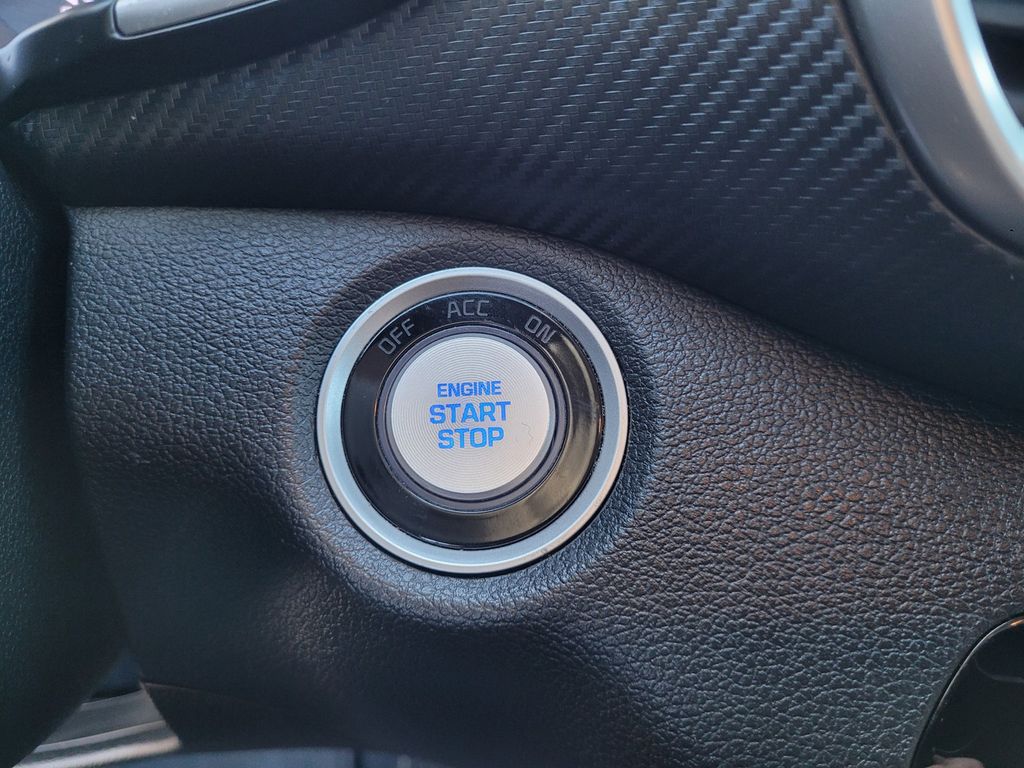 OFF ACC ON
ENGINE
START
STOP